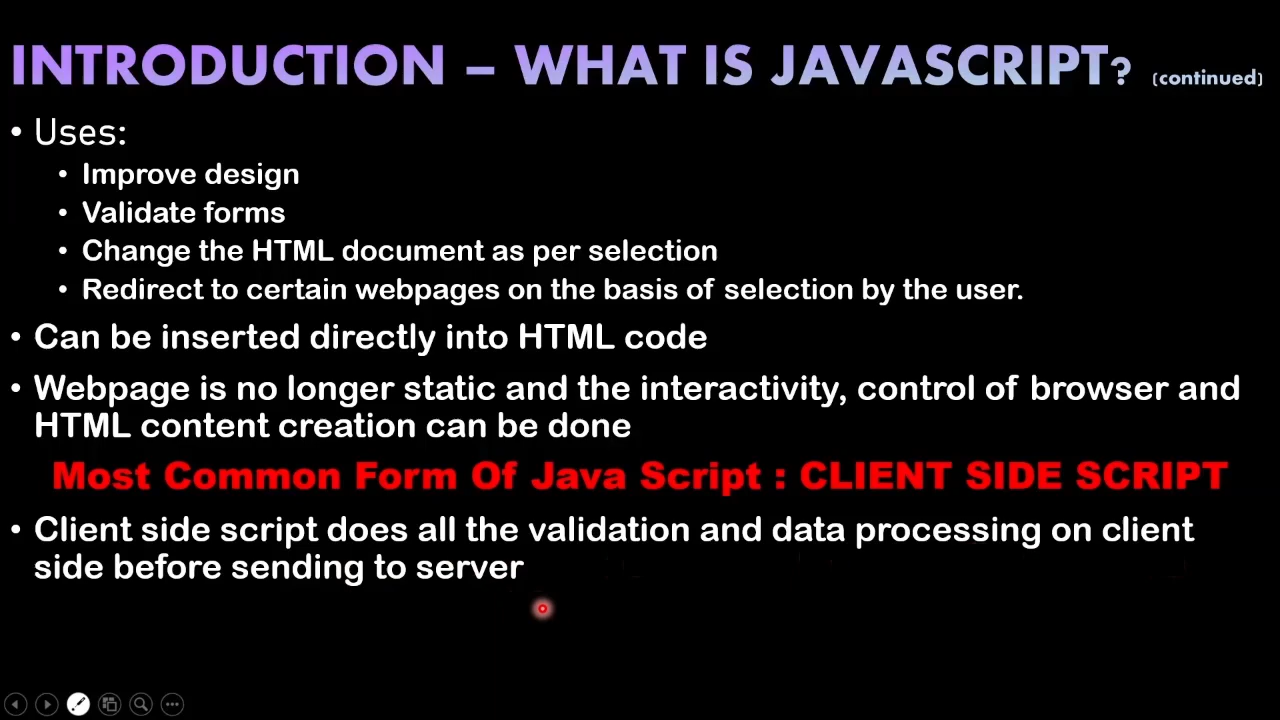 INTRODUCTION – WHAT IS JAVASCRIPT? (continued)
• Uses:
• Improve design
• Validate forms
• Change the HTML document as per selection
• Redirect to certain webpages on the basis of selection by the user.
• Can be inserted directly into HTML code
• Webpage is no longer static and the interactivity, control of browser and
HTML content creation can be done
Most Common Form Of Java Script : CLIENT SIDE SCRIPT
• Client side script does all the validation and data processing on client
side before sending to server